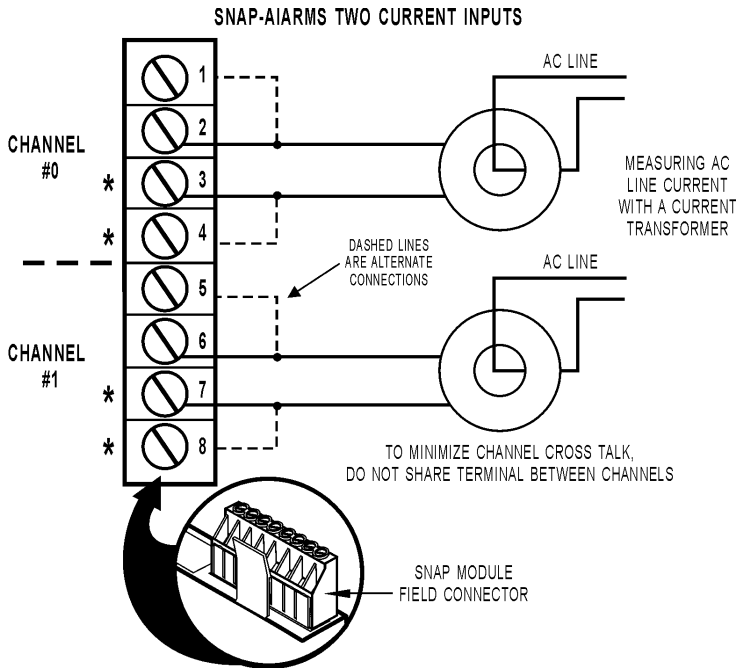 SNAP-AIARMS TWO CURRENT INPUTS
CHANNEL
#0
1
2
* 3
* 4
AC LINE
MEASURING AC
LINE CURRENT
WITH A CURRENT
TRANSFORMER
DASHED LINES
ARE ALTERNATE
CONNECTIONS
CHANNEL
#1
5
6
* 7
* 8
AC LINE
TO MINIMIZE CHANNEL CROSS TALK,
DO NOT SHARE TERMINAL BETWEEN CHANNELS
SNAP MODULE
FIELD CONNECTOR